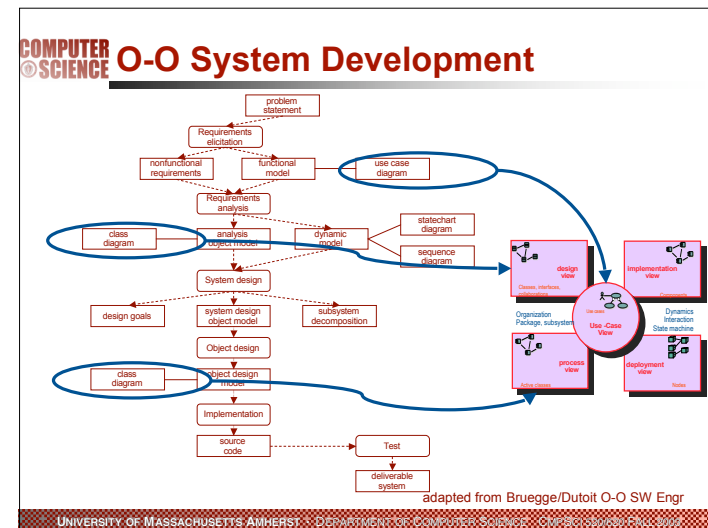 COMPUTER
SCIENCE
O-O System Development
problem
statement
Requirements
elicitation
nonfunctional
requirements
functional
model
use case
diagram
Requirements
analysis
class
diagram
analysis
object model
dynamic
model
statechart
diagram
sequence
diagram
System design
design goals
system design
object model
subsystem
decomposition
Object design
class
diagram
object design
model
Implementation
source
code
Test
deliverable
system
design
view
Classes, interfaces,
collaborations
implementation
view
Components
Organization
Package, subsystem
Use cases
Use -Case
View
Dynamics
Interaction
State machine
process
view
Active classes
deployment
view
Nodes
adapted from Bruegge/Dutoit O-O SW Engr
UNIVERSITY OF MASSACHUSETTS AMHERST DEPARTMENT OF COMPUTER SCIENCE